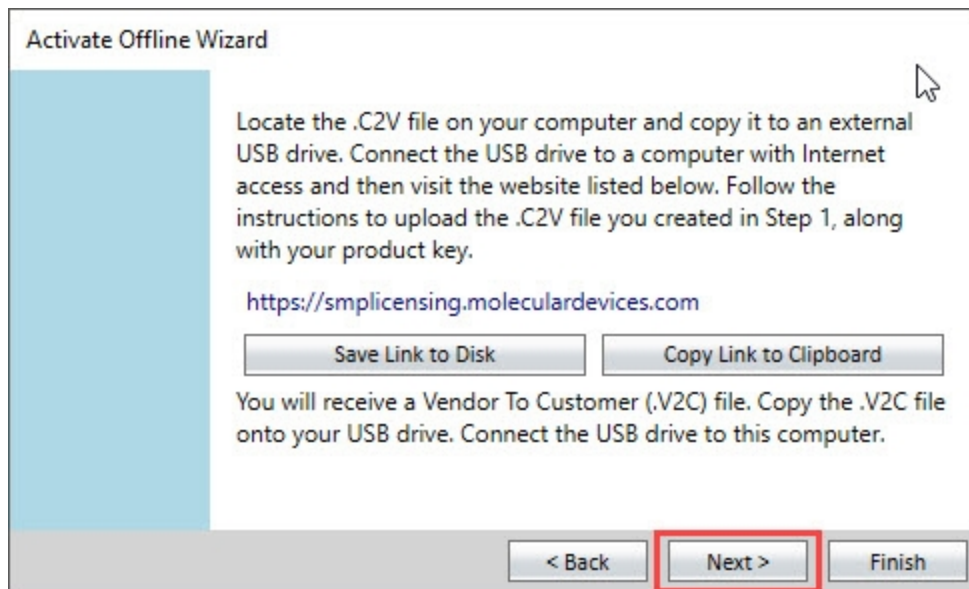 Activate Offline Wizard
Locate the .C2V file on your computer and copy it to an external
USB drive. Connect the USB drive to a computer with Internet
access and then visit the website listed below. Follow the
instructions to upload the .C2V file you created in Step 1, along
with your product key.
https://smplicensing.moleculardevices.com
Save Link to Disk
Copy Link to Clipboard
You will receive a Vendor To Customer (.V2C) file. Copy the .V2C file
onto your USB drive. Connect the USB drive to this computer.
< Back
Next >
Finish